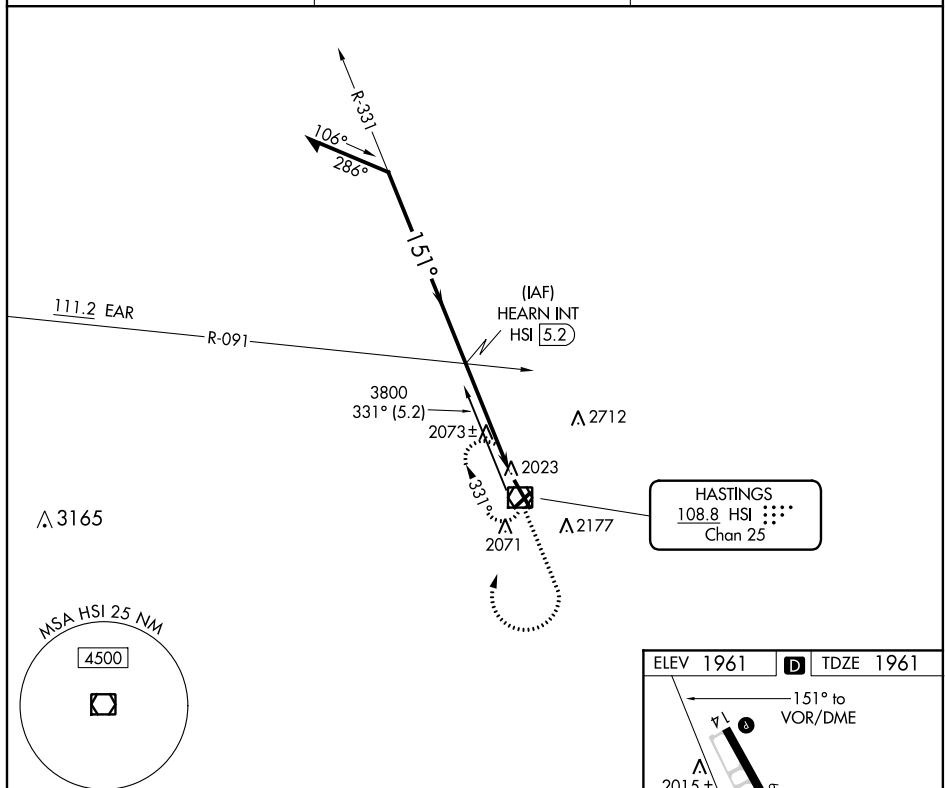 R-331
106°
286°
151°
(IAF)
HEARN INT
HSI 5.2
111.2 EAR
R-091
3800
331° (5.2)
2712
2073±
2023
331°
HASTINGS
108.8 HSI
Chan 25
3165
2177
2071
MSA HSI 25 NM
4500
ELEV 1961 D TDZE 1961
151° to
VOR/DME
14
P
2015±